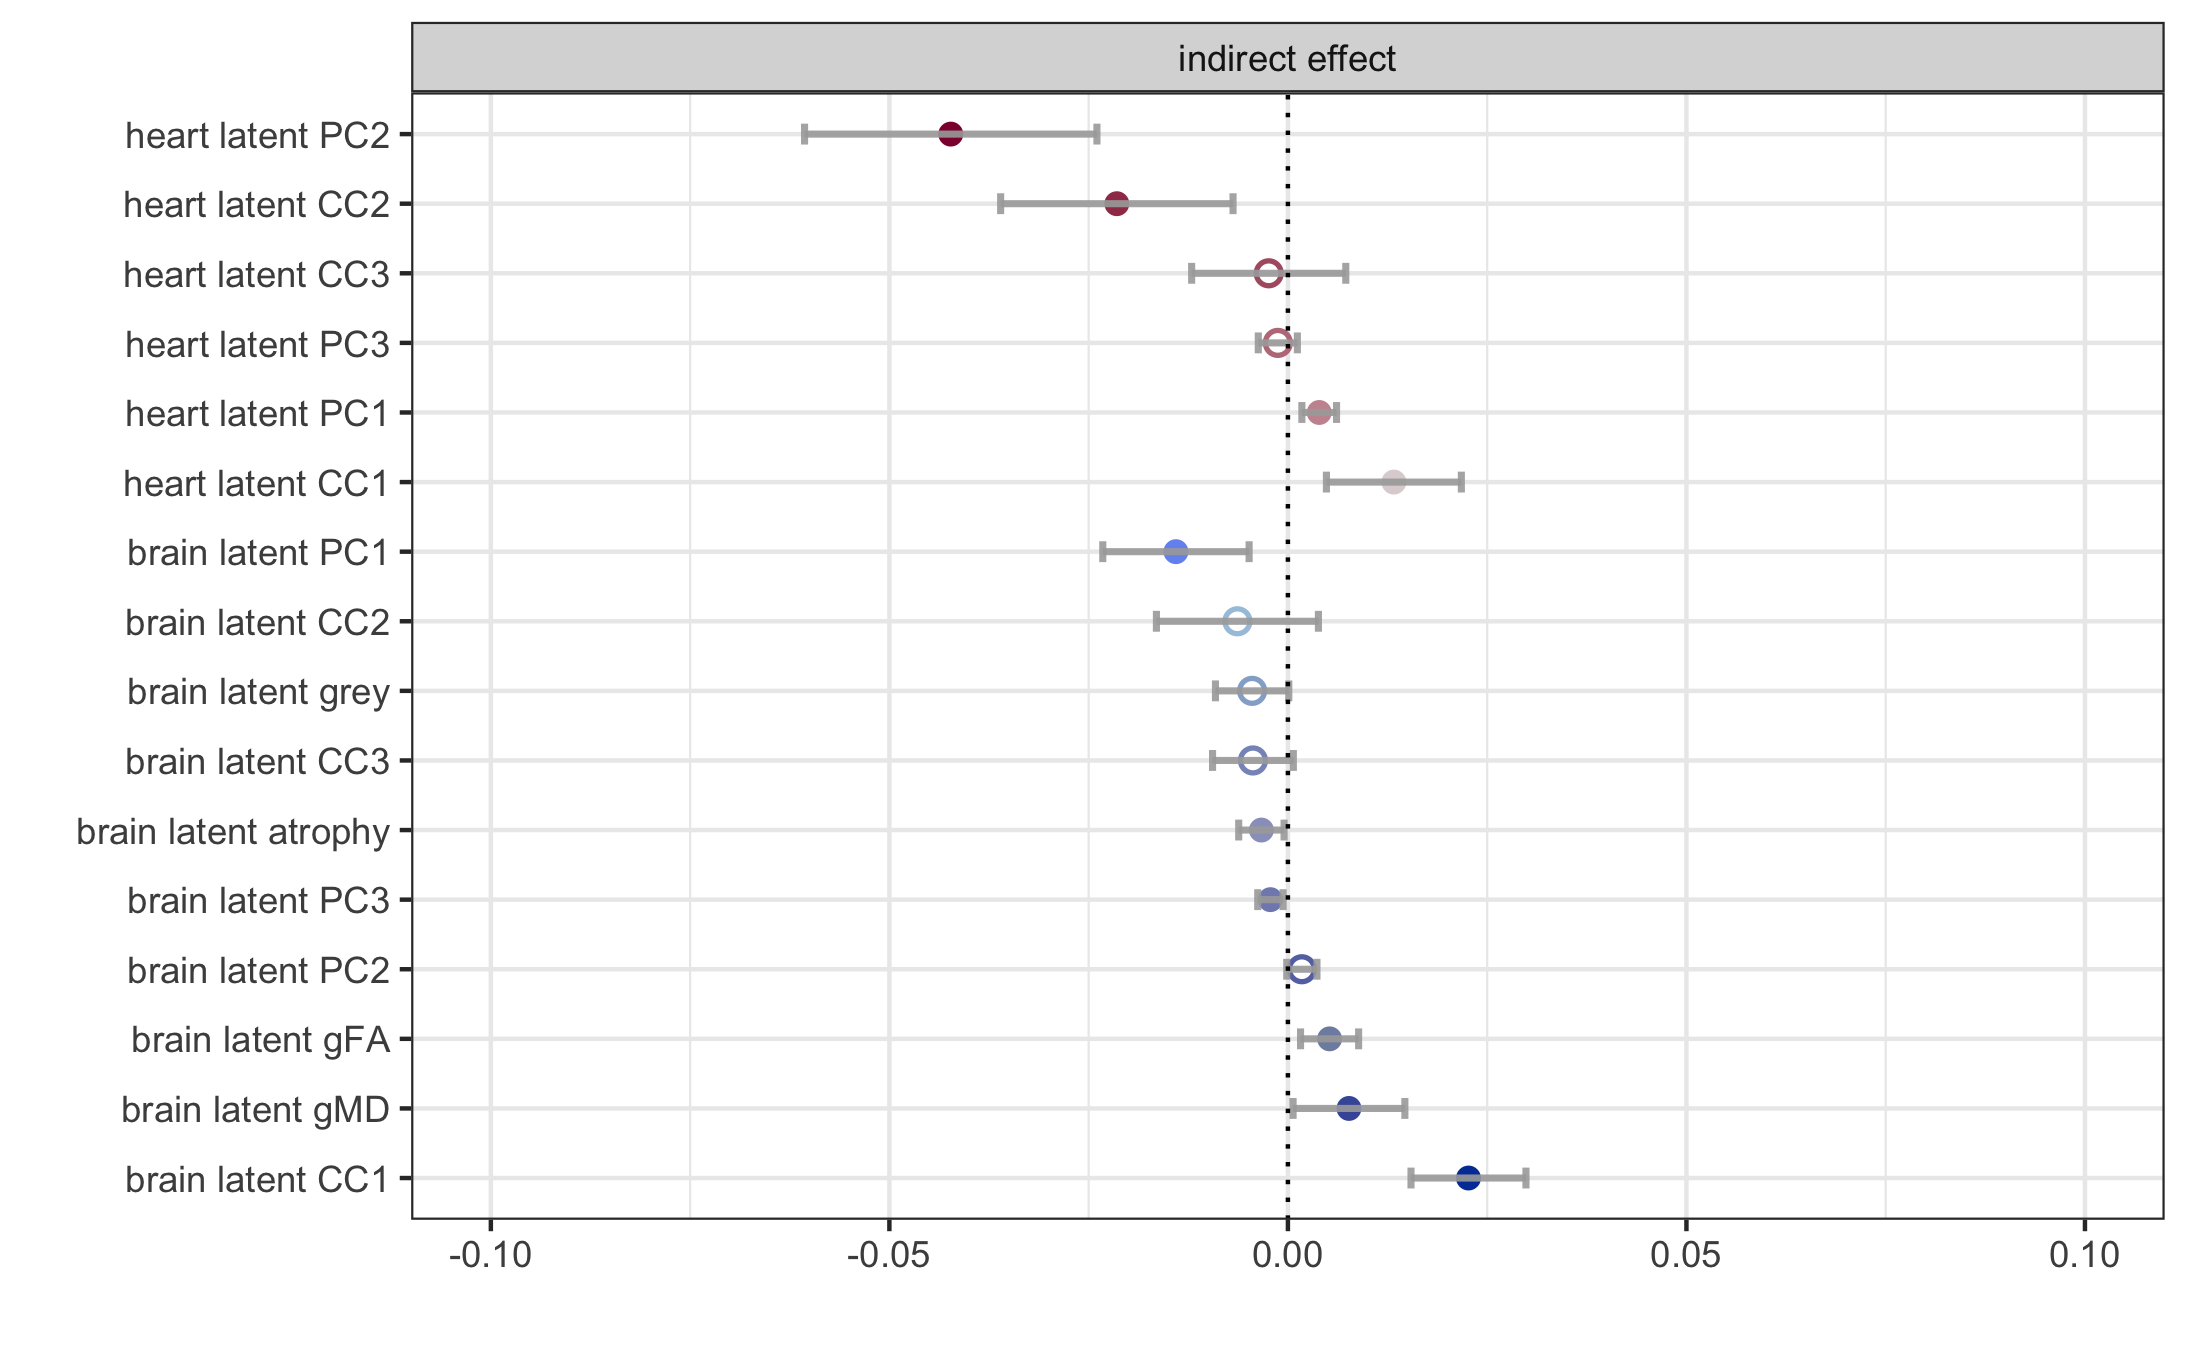 indirect effect
heart latent PC2
heart latent CC2
heart latent CC3
heart latent PC3
heart latent PC1
heart latent CC1
brain latent PC1
brain latent CC2
brain latent grey
brain latent CC3
brain latent atrophy
brain latent PC3
brain latent PC2
brain latent gFA
brain latent gMD
brain latent CC1
-0.10 -0.05 0.00 0.05 0.10